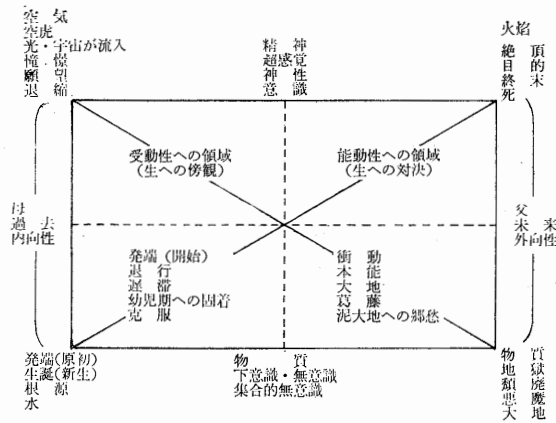 空気
空虚
光・宇宙が流入
憧憬
願望
退縮
精神
超感覚
神性
意識
火焰
絶頂
目的
終末
死
受動性への領域
(生への傍観)
能動性への領域
(生への対決)
母
過去
内向性
父
未来
外向性
発端(開始)
退行
遅滞
幼児期への固着
克服
衝動
本能
大地
葛藤
泥大地への郷愁
発端(原初)
生誕(新生)
根源
水
物質
下意識・無意識
集合的無意識
物質
地獄
頽廃
悪魔
大地